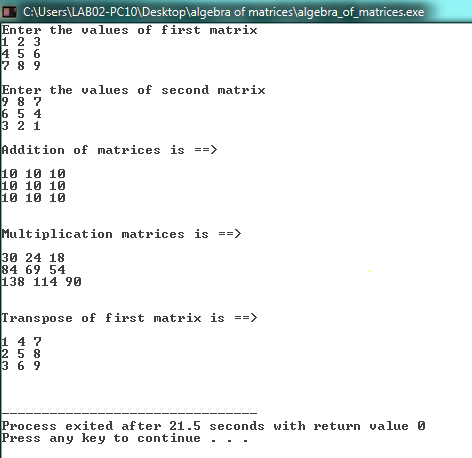 C:\Users\LAB02-PC10\Desktop\algebra of matrices\algebra_of_matrices.exe
Enter the values of first matrix
1 2 3
4 5 6
7 8 9
Enter the values of second matrix
9 8 7
6 5 4
3 2 1
Addition of matrices is ==>
10 10 10
10 10 10
10 10 10
Multiplication matrices is ==>
30 24 18
84 69 54
138 114 90
Transpose of first matrix is ==>
1 4 7
2 5 8
3 6 9
--------------------------------
Process exited after 21.5 seconds with return value 0
Press any key to continue . . .